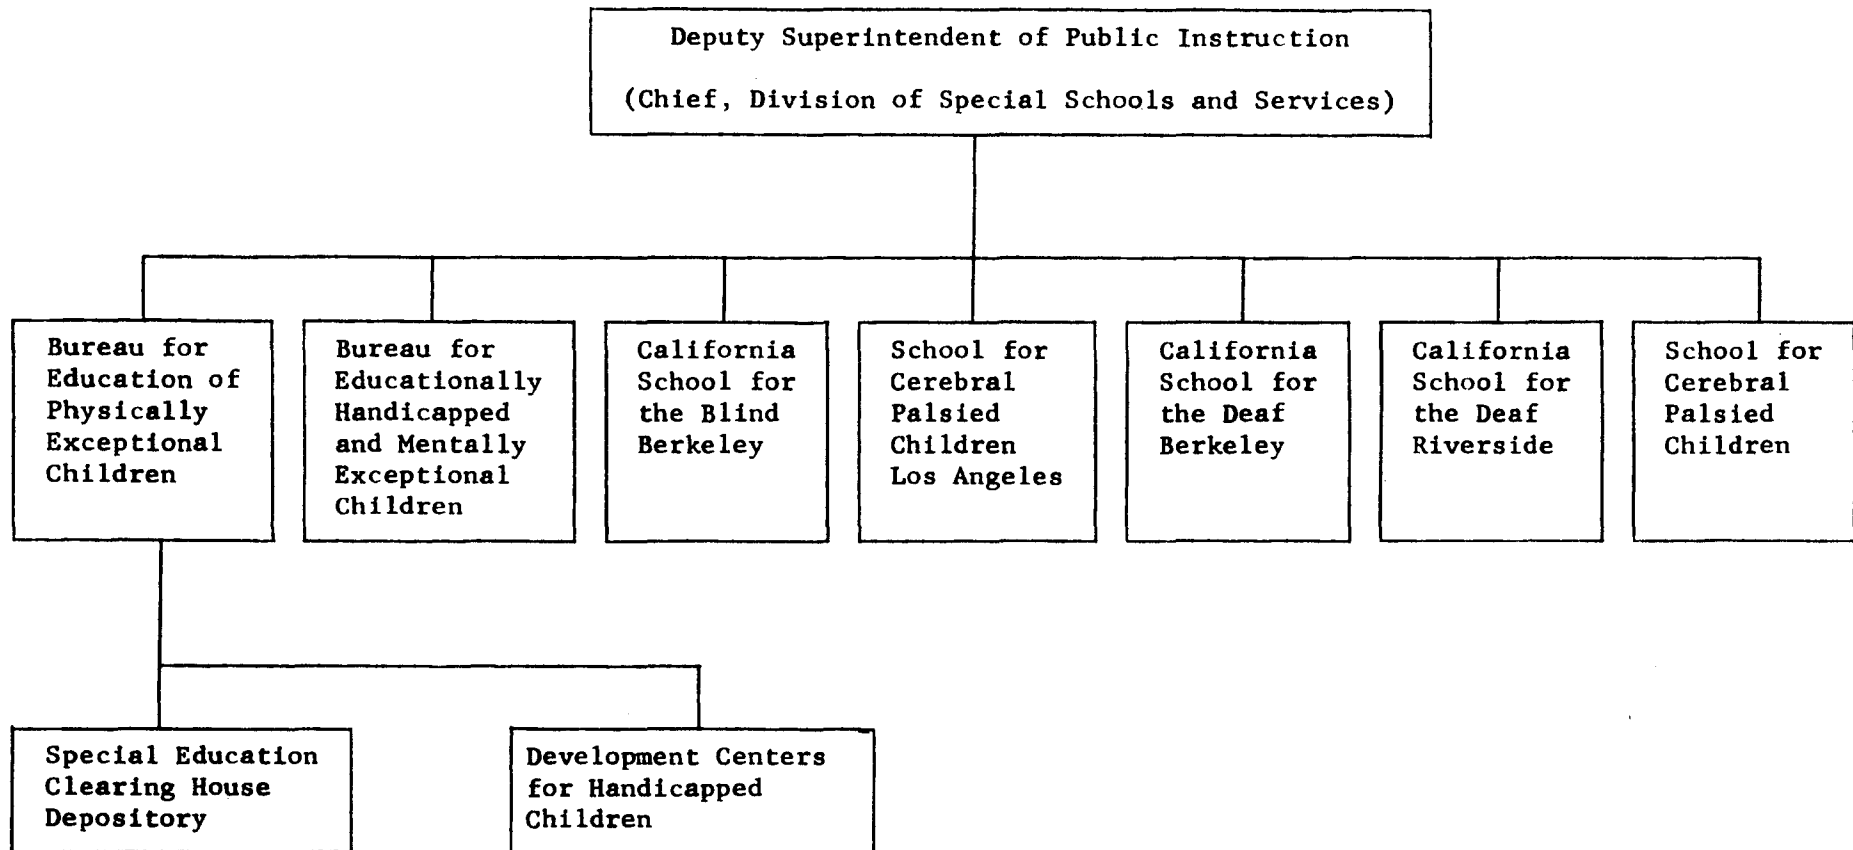 Deputy Superintendent of Public Instruction
(Chief, Division of Special Schools and Services)
Bureau for
Education of
Physically
Exceptional
Children
Bureau for
Educationally
Handicapped
and Mentally
Exceptional
Children
California
School for
the Blind
Berkeley
School for
Cerebral
Palsied
Children
Los Angeles
California
School for
the Deaf
Berkeley
California
School for
the Deaf
Riverside
School for
Cerebral
Palsied
Children
Special Education
Clearing House
Depository
Development Centers
for Handicapped
Children